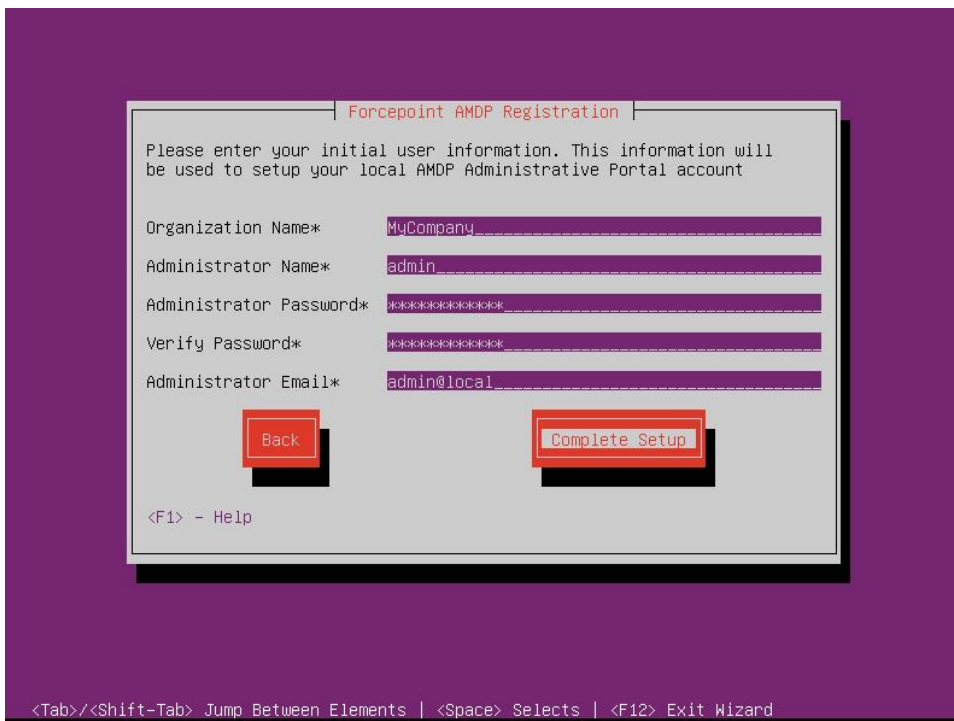 Forcepoint AMDP Registration
Please enter your initial user information. This information will
be used to setup your local AMDP Administrative Portal account
Organization Name* MyCompany
Administrator Name* admin
Administrator Password* *************
Verify Password* *************
Administrator Email* admin@local
Back Complete Setup
<F1> - Help
<Tab>/<Shift-Tab> Jump Between Elements | <Space> Selects | <F12> Exit Wizard